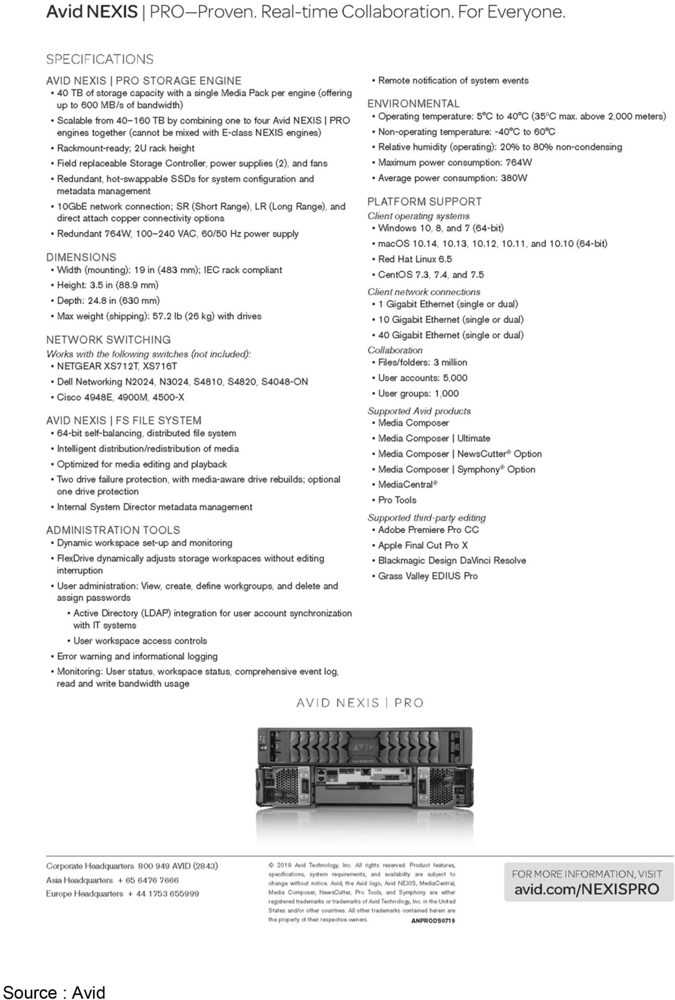 Avid NEXIS | PRO—Proven. Real-time Collaboration. For Everyone.
SPECIFICATIONS
AVID NEXIS | PRO STORAGE ENGINE
▪ 40 TB of storage capacity with a single Media Pack per engine (offering
up to 600 MB/s of bandwidth)
▪ Scalable from 40–160 TB by combining one to four Avid NEXIS | PRO
engines together (cannot be mixed with E-class NEXIS engines)
▪ Rackmount-ready; 2U rack height
▪ Field replaceable Storage Controller, power supplies (2), and fans
▪ Redundant, hot-swappable SSDs for system configuration and
metadata management
▪ 10GbE network connection; SR (Short Range), LR (Long Range), and
direct attach copper connectivity options
▪ Redundant 764W, 100–240 VAC, 60/50 Hz power supply
DIMENSIONS
▪ Width (mounting): 19 in (483 mm); IEC rack compliant
▪ Height: 3.5 in (88.9 mm)
▪ Depth: 24.8 in (630 mm)
▪ Max weight (shipping): 57.2 lb (26 kg) with drives
NETWORK SWITCHING
Works with the following switches (not included):
▪ NETGEAR XS712T, XS716T
▪ Dell Networking N2024, N3024, S4810, S4820, S4048-ON
▪ Cisco 4948E, 4900M, 4500-X
AVID NEXIS | FS FILE SYSTEM
▪ 64-bit self-balancing, distributed file system
▪ Intelligent distribution/redistribution of media
▪ Optimized for media editing and playback
▪ Two drive failure protection, with media-aware drive rebuilds; optional
one drive protection
▪ Internal System Director metadata management
ADMINISTRATION TOOLS
▪ Dynamic workspace set-up and monitoring
▪ FlexDrive dynamically adjusts storage workspaces without editing
interruption
▪ User administration: View, create, define workgroups, and delete and
assign passwords
▪ Active Directory (LDAP) integration for user account synchronization
with IT systems
▪ User workspace access controls
▪ Error warning and informational logging
▪ Monitoring: User status, workspace status, comprehensive event log,
read and write bandwidth usage
▪ Remote notification of system events
ENVIRONMENTAL
▪ Operating temperature: 5°C to 40°C (35°C max. above 2,000 meters)
▪ Non-operating temperature: -40°C to 60°C
▪ Relative humidity (operating): 20% to 80% non-condensing
▪ Maximum power consumption: 764W
▪ Average power consumption: 380W
PLATFORM SUPPORT
Client operating systems
▪ Windows 10, 8, and 7 (64-bit)
▪ macOS 10.14, 10.13, 10.12, 10.11, and 10.10 (64-bit)
▪ Red Hat Linux 6.5
▪ CentOS 7.3, 7.4, and 7.5
Client network connections
▪ 1 Gigabit Ethernet (single or dual)
▪ 10 Gigabit Ethernet (single or dual)
▪ 40 Gigabit Ethernet (single or dual)
Collaboration
▪ Files/folders: 3 million
▪ User accounts: 5,000
▪ User groups: 1,000
Supported Avid products
▪ Media Composer
▪ Media Composer | Ultimate
▪ Media Composer | NewsCutter® Option
▪ Media Composer | Symphony® Option
▪ MediaCentral®
▪ Pro Tools
Supported third-party editing
▪ Adobe Premiere Pro CC
▪ Apple Final Cut Pro X
▪ Blackmagic Design DaVinci Resolve
▪ Grass Valley EDIUS Pro
AVID NEXIS | PRO
AVID
Corporate Headquarters 800 949 AVID (2843)
Asia Headquarters + 65 6476 7666
Europe Headquarters + 44 1753 655999
© 2019 Avid Technology, Inc. All rights reserved. Product features,
specifications, system requirements, and availability are subject to
change without notice. Avid, the Avid logo, Avid NEXIS, MediaCentral,
Media Composer, NewsCutter, Pro Tools, and Symphony are either
registered trademarks or trademarks of Avid Technology, Inc. in the United
States and/or other countries. All other trademarks contained herein are
the property of their respective owners. ANPRODS0719
FOR MORE INFORMATION, VISIT
avid.com/NEXISPRO
Source : Avid